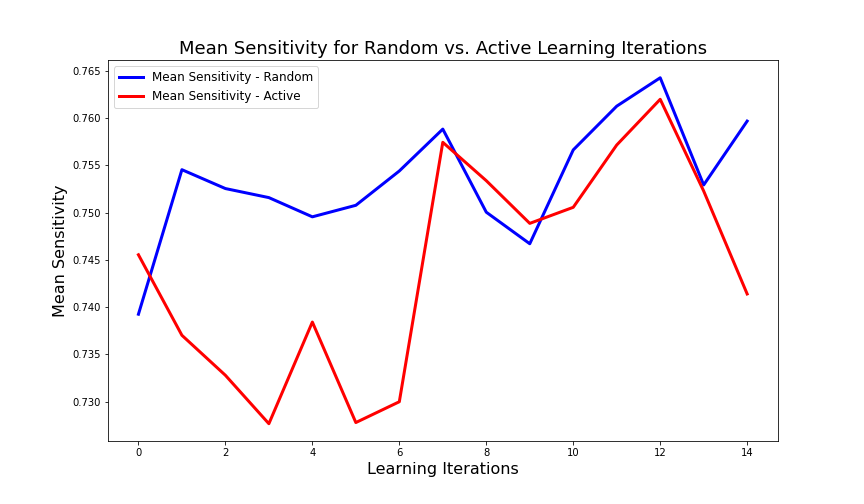 Mean Sensitivity for Random vs. Active Learning Iterations
Mean Sensitivity - Random
Mean Sensitivity - Active
0.765
0.760
0.755
0.750
0.745
0.740
0.735
0.730
Mean Sensitivity
0 2 4 6 8 10 12 14
Learning Iterations